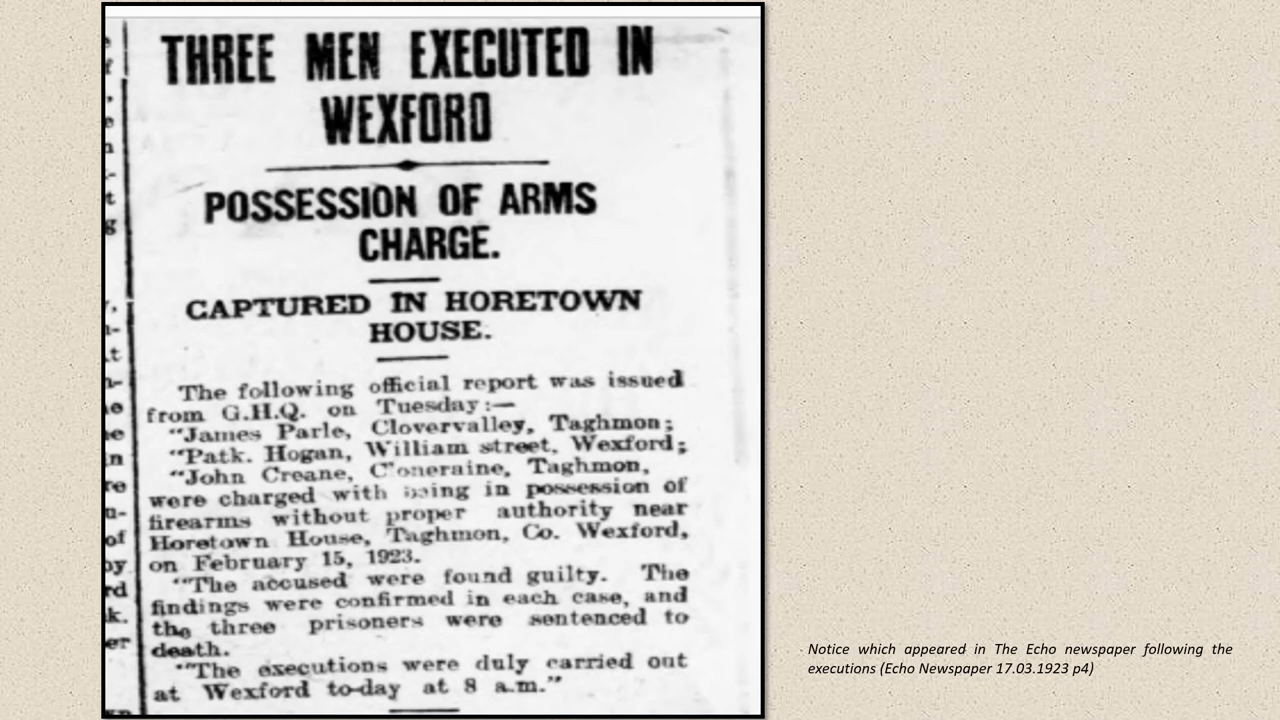 THREE MEN EXECUTED IN
WEXFORD
POSSESSION OF ARMS
CHARGE.
CAPTURED IN HORETOWN
HOUSE.
The following official report was issued
from G.H.Q. on Tuesday:—
"James Parle, Clovervalley, Taghmon;
"Patk. Hogan, William street, Wexford;
"John Creane, Taghmon,
were charged with being in possession of
firearms without proper authority near
Horetown House, Taghmon, Co. Wexford,
on February 15, 1923.
"The accused were found guilty. The
findings were confirmed in each case, and
the three prisoners were sentenced to
death.
"The executions were duly carried out
at Wexford to-day at 8 a.m."
Notice which appeared in The Echo newspaper following the
executions (Echo Newspaper 17.03.1923 p4)